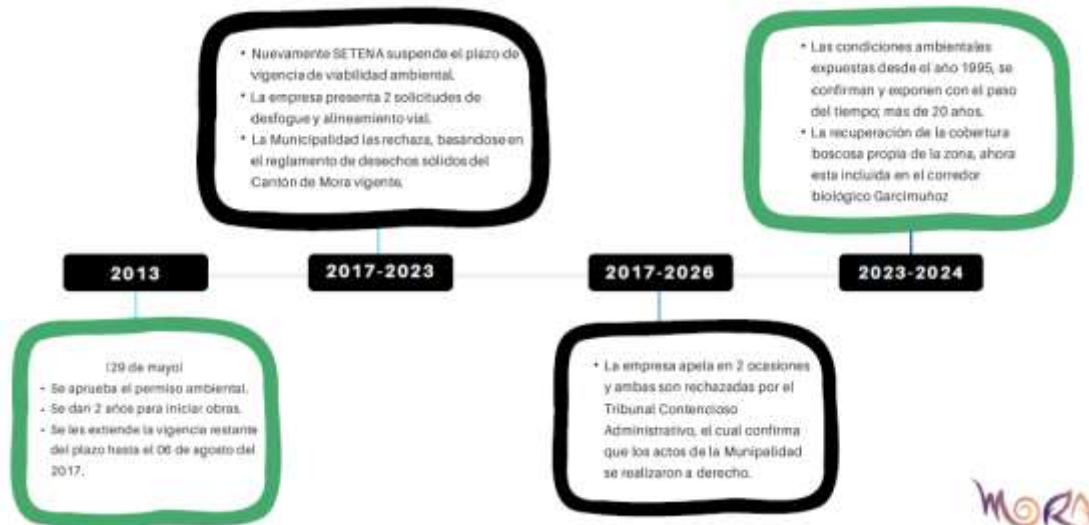 2013
(29 de mayo)
- Se aprueba el permiso ambiental.
- Se dan 2 años para iniciar obras.
- Se les extiende la vigencia restante
del plazo hasta el 06 de agosto del
2017.
• Nuevamente SETENA suspende el plazo de
vigencia de viabilidad ambiental.
• La empresa presenta 2 solicitudes de
desfogue y alineamiento vial.
• La Municipalidad las rechaza, basándose en
el reglamento de desechos sólidos del
Cantón de Mora vigente.
2017-2023
2017-2026
• La empresa apela en 2 ocasiones
y ambas son rechazadas por el
Tribunal Contencioso
Administrativo, el cual confirma
que los actos de la Munipalidad
se realizaron a derecho.
• Las condiciones ambientales
expuestas desde el año 1995, se
confirman y exponen con el paso
del tiempo; más de 20 años.
• La recuperación de la cobertura
boscosa propia de la zona, ahora
esta incluida en el corredor
biológico Garcimuñoz
2023-2024
MORA